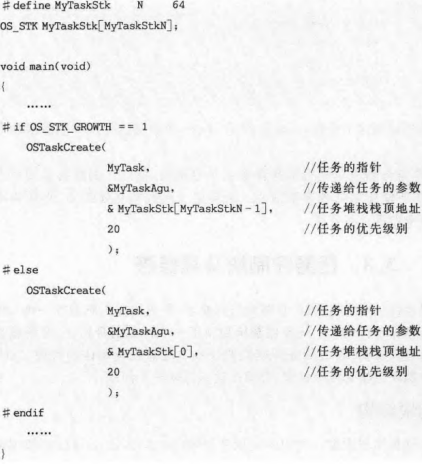 # define MyTaskStk    N    64
OS_STK MyTaskStk[MyTaskStkN];
void main(void)
{
……
# if OS_STK_GROWTH == 1
OSTaskCreate(
MyTask,    //任务的指针
&MyTaskAgu,    //传递给任务的参数
& MyTaskStk[MyTaskStkN-1],    //任务堆栈栈顶地址
20    //任务的优先级别
);
# else
OSTaskCreate(
MyTask,    //任务的指针
&MyTaskAgu,    //传递给任务的参数
& MyTaskStk[0],    //任务堆栈栈顶地址
20    //任务的优先级别
);
# endif
……
}